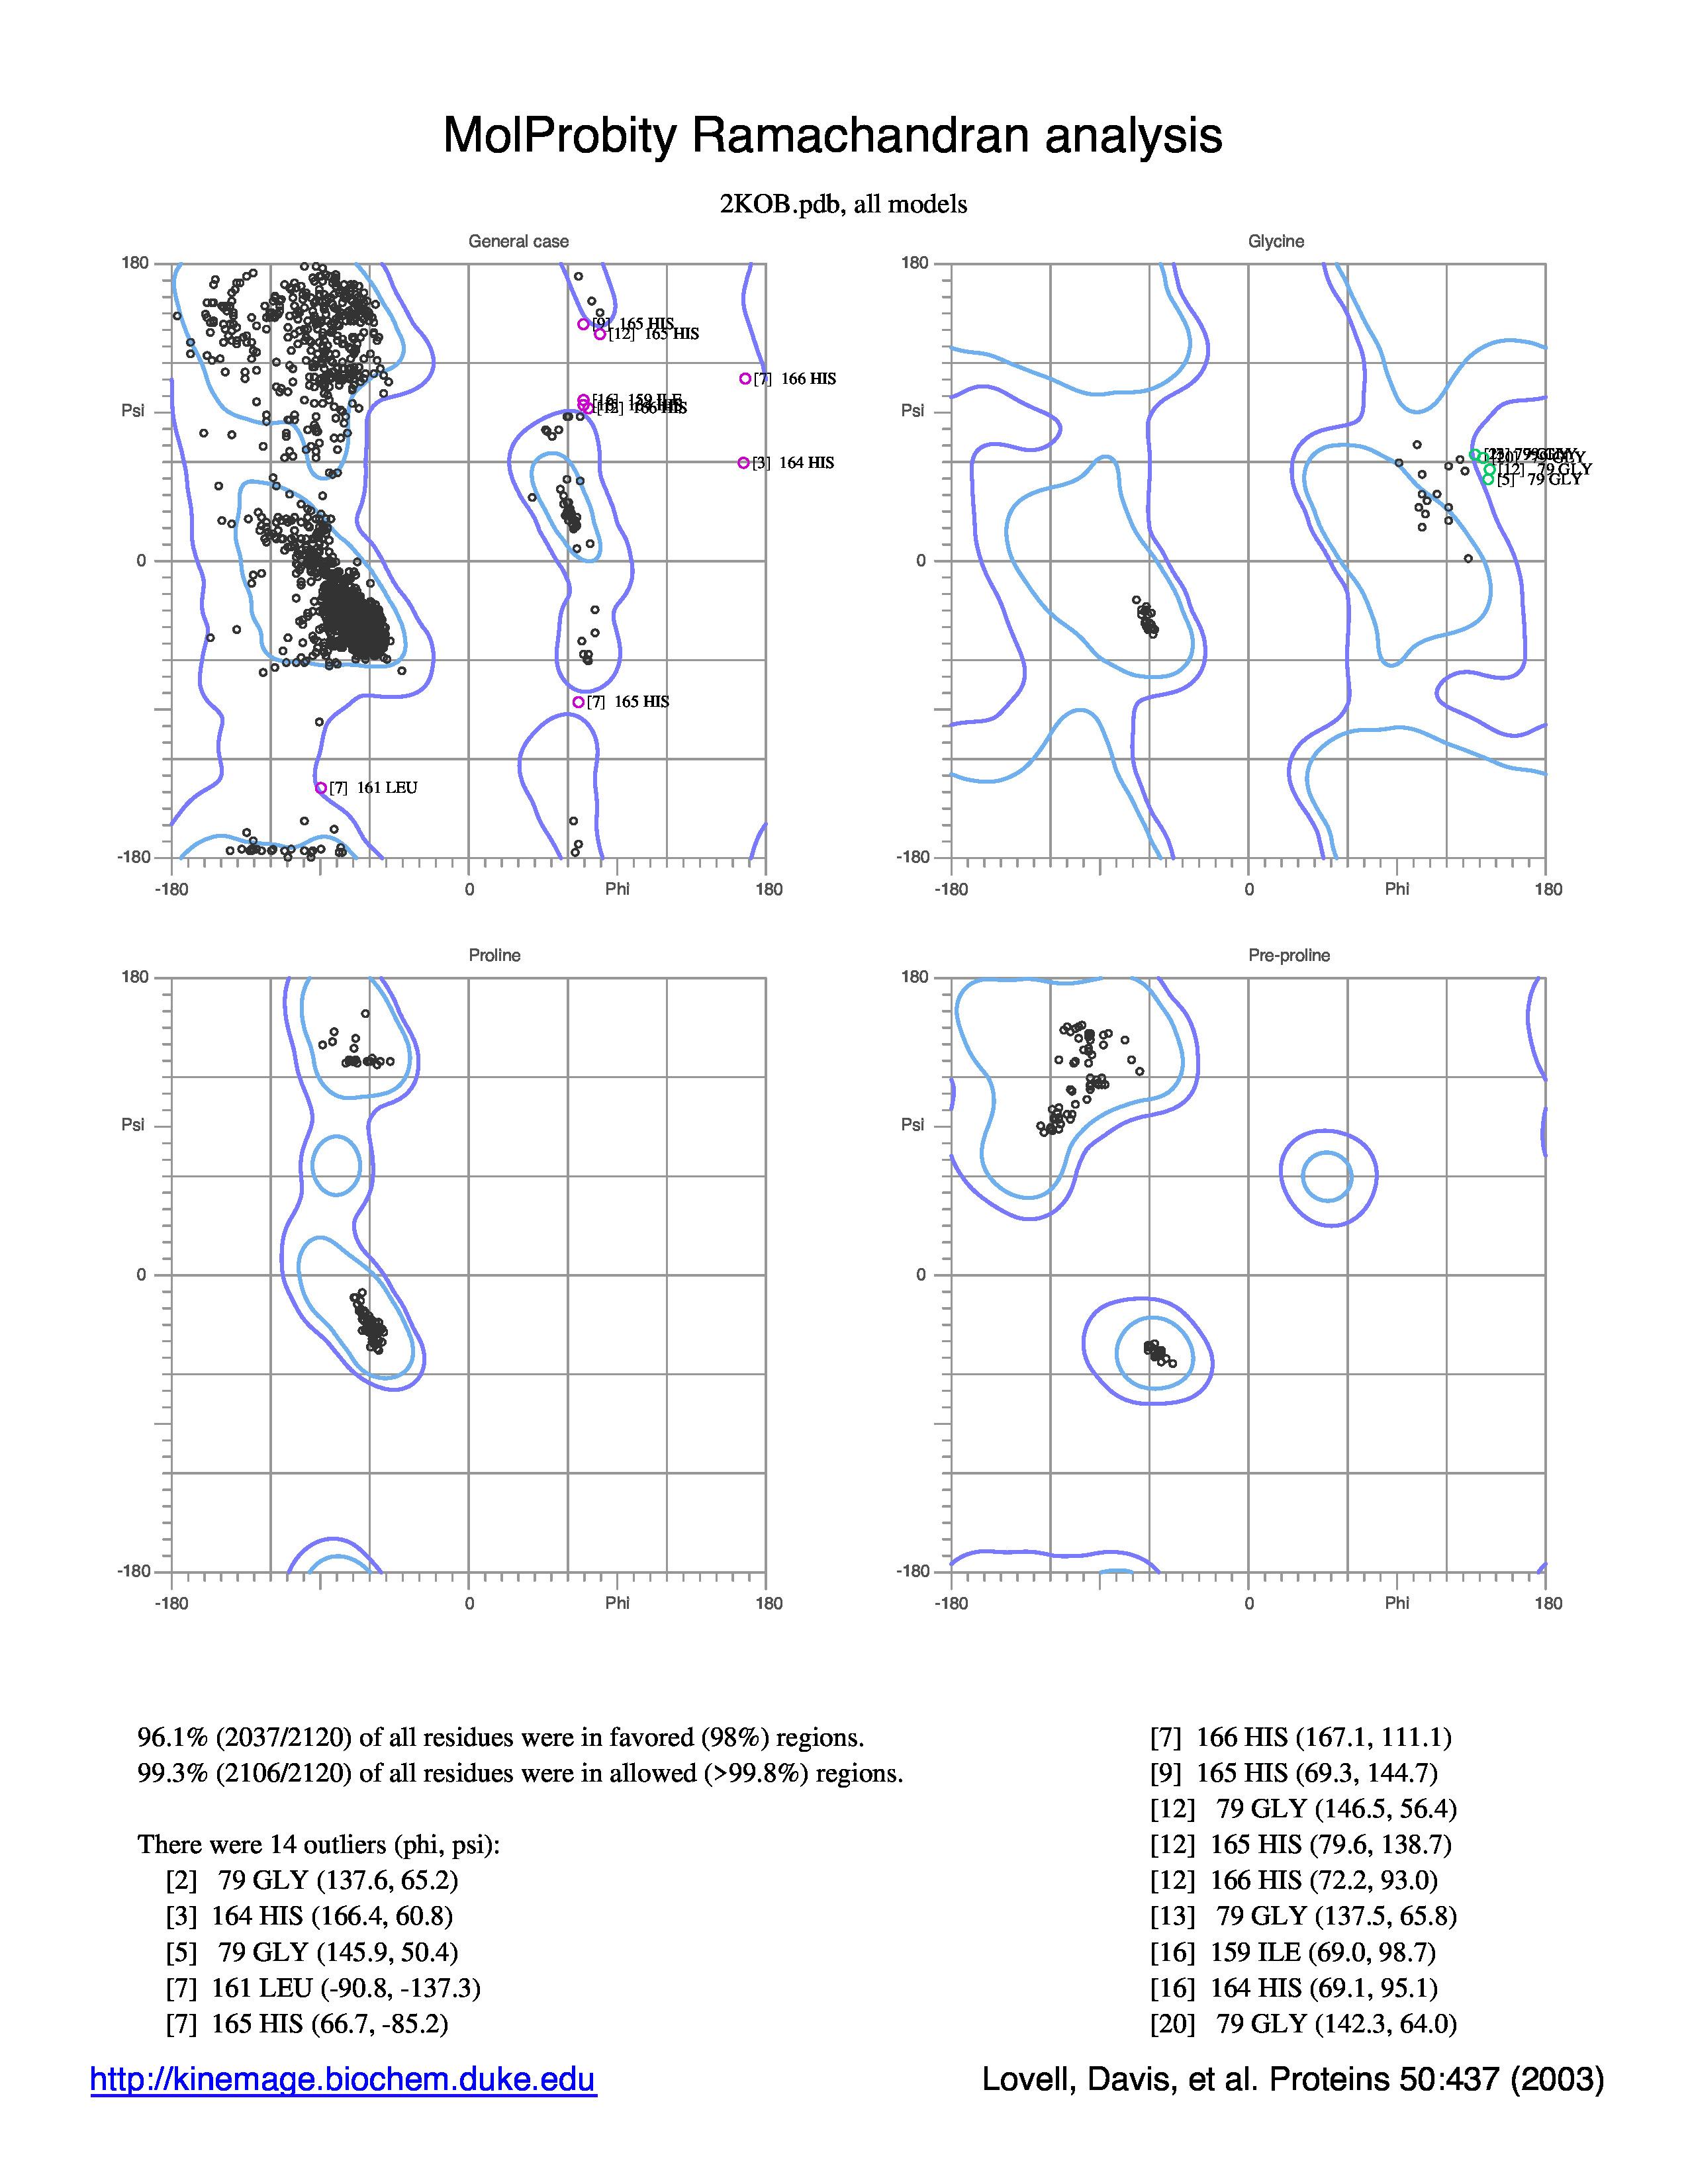 MolProbity Ramachandran analysis
2KOB.pdb, all models
General case
180
Psi
0
-180
-180
0
Phi
180
[9] 165 HIS
[12] 165 HIS
[7] 166 HIS
[16] 159 ILE
[12] 166 HIS
[3] 164 HIS
[7] 165 HIS
[7] 161 LEU
Glycine
180
Psi
0
-180
-180
0
Phi
180
[20] 79 GLY
[12] 79 GLY
[5] 79 GLY
Proline
180
Psi
0
-180
-180
0
Phi
180
Pre-proline
180
Psi
0
-180
-180
0
Phi
180
96.1% (2037/2120) of all residues were in favored (98%) regions.
99.3% (2106/2120) of all residues were in allowed (>99.8%) regions.
There were 14 outliers (phi, psi):
[2] 79 GLY (137.6, 65.2)
[3] 164 HIS (166.4, 60.8)
[5] 79 GLY (145.9, 50.4)
[7] 161 LEU (-90.8, -137.3)
[7] 165 HIS (66.7, -85.2)
[7] 166 HIS (167.1, 111.1)
[9] 165 HIS (69.3, 144.7)
[12] 79 GLY (146.5, 56.4)
[12] 165 HIS (79.6, 138.7)
[12] 166 HIS (72.2, 93.0)
[13] 79 GLY (137.5, 65.8)
[16] 159 ILE (69.0, 98.7)
[16] 164 HIS (69.1, 95.1)
[20] 79 GLY (142.3, 64.0)
http://kinemage.biochem.duke.edu
Lovell, Davis, et al. Proteins 50:437 (2003)